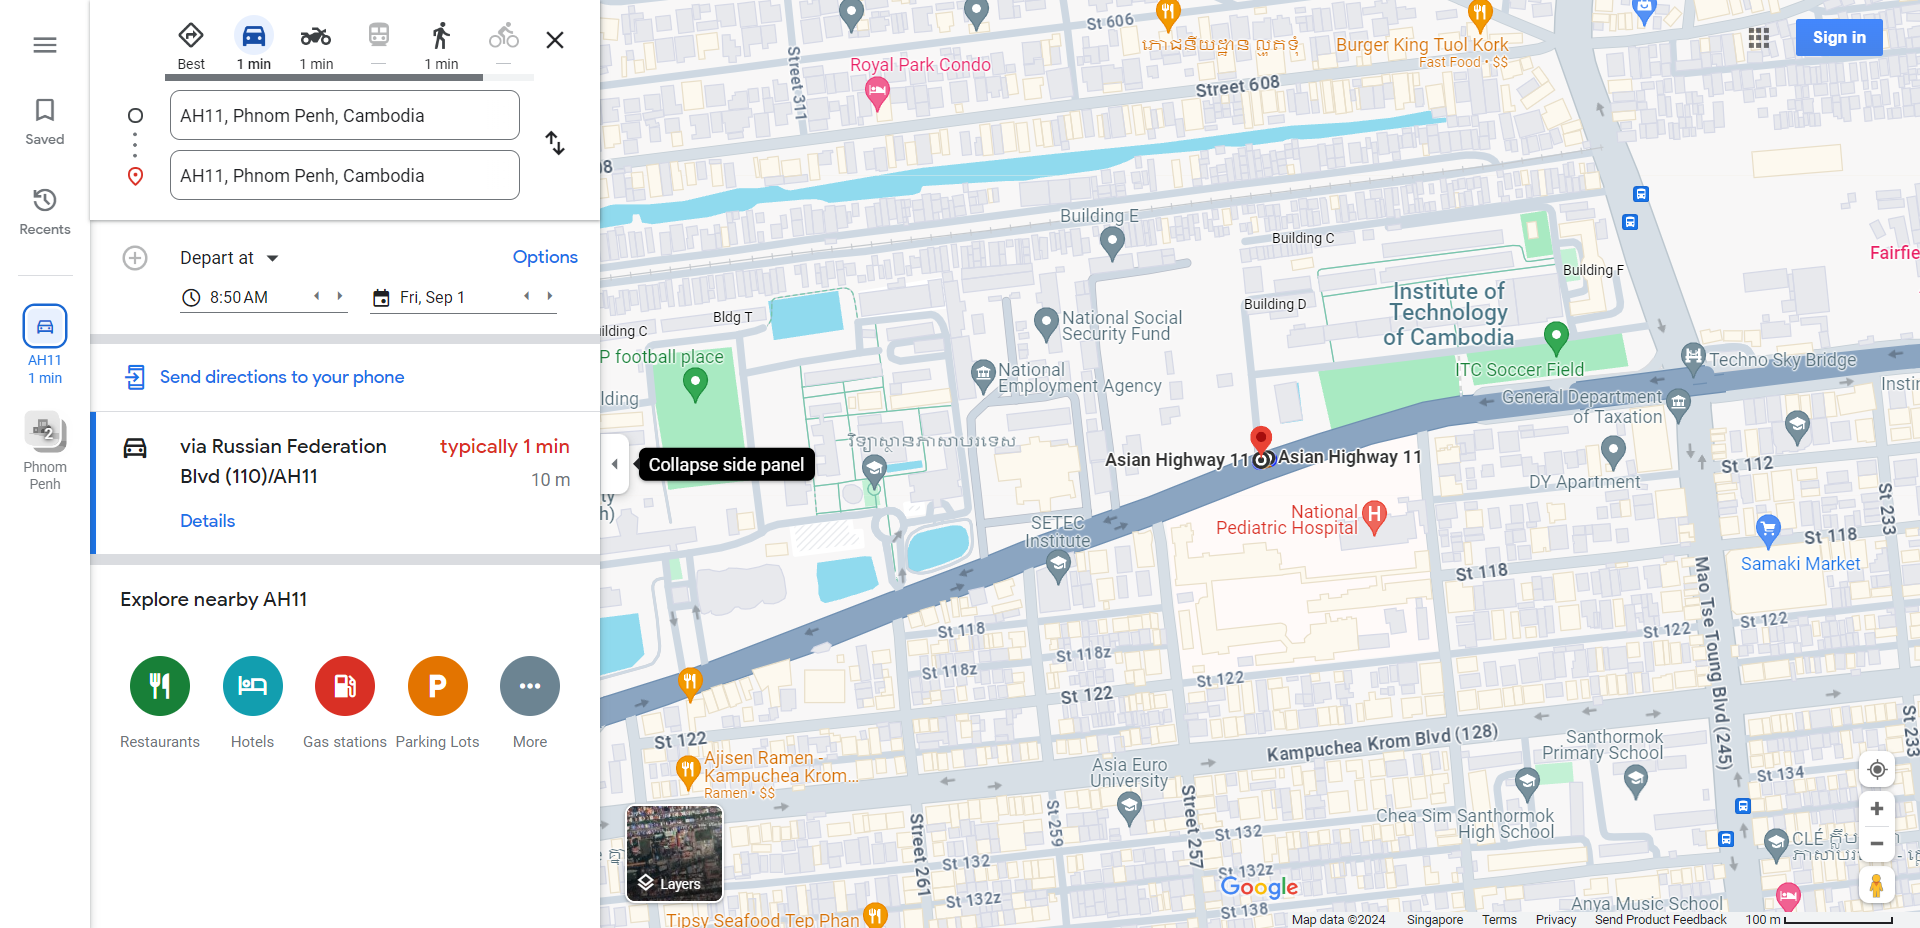 Saved
Recents
AH11
1 min
2
Phnom
Penh
Best
1 min
1 min
—
1 min
—
AH11, Phnom Penh, Cambodia
AH11, Phnom Penh, Cambodia
Depart at
Options
8:50 AM
Fri, Sep 1
Send directions to your phone
via Russian Federation
Blvd (110)/AH11
typically 1 min
10 m
Details
Explore nearby AH11
P
Restaurants
Hotels
Gas stations
Parking Lots
More
Sign in
St 606
Street 311
Royal Park Condo
ភោជនីយដ្ឋាន ល្អតទុំ
Burger King Tuol Kork
Fast Food • $$
Street 608
08
Building E
Building C
Building F
Fairfie
Building D
Institute of
Technology
of Cambodia
ITC Soccer Field
Bldg T
ilding C
P football place
lding
National Social
Security Fund
National
Employment Agency
Techno Sky Bridge
Instit
General Department
of Taxation
វិទ្យាស្ថានភាសាបរទេស
Collapse side panel
Asian Highway 11
Asian Highway 11
ty
h)
St 112
DY Apartment
St 233
SETEC
Institute
National
Pediatric Hospital
H
St 118
Samaki Market
St 118
Mao Tse Toung Blvd (245)
St 118
St 118z
St 118z
St 122
St 122
St 122
St 122
St 122
St 122
Kampuchea Krom Blvd (128)
St 233
Ajisen Ramen -
Kampuchea Krom...
Ramen • $$
Asia Euro
University
Santhormok
Primary School
St 134
Street 261
St 259
Street 257
Chea Sim Santhormok
High School
St 132
St 132
St 132z
St 132z
St 138
CLÉ
Layers
Google
Tipsy Seafood Tep Phan
Anya Music School
Map data ©2024
Singapore
Terms
Privacy
Send Product Feedback
100 m